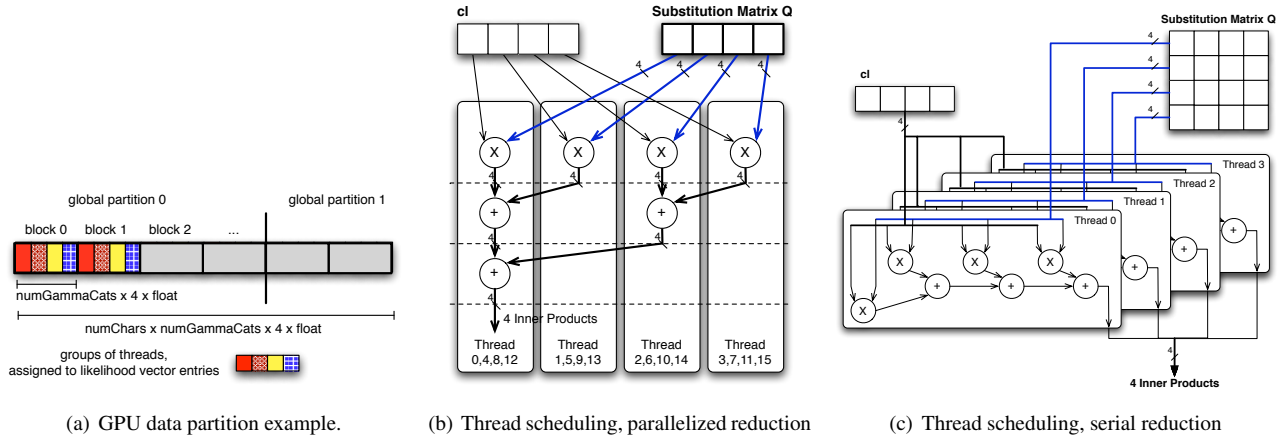 global partition 0
global partition 1
block 0
block 1
block 2
...
numGammaCats x 4 x float
numChars x numGammaCats x 4 x float
groups of threads,
assigned to likelihood vector entries
(a) GPU data partition example.
cl
Substitution Matrix Q
4
4
4
4
X
X
X
X
4
4
4
4
+
+
4
4
+
4
4 Inner Products
Thread
0,4,8,12
Thread
1,5,9,13
Thread
2,6,10,14
Thread
3,7,11,15
(b) Thread scheduling, parallelized reduction
Substitution Matrix Q
4
4
4
4
cl
4
Thread 3
Thread 2
Thread 1
Thread 0
X
X
X
X
+
+
+
+
+
+
4
4 Inner Products
(c) Thread scheduling, serial reduction